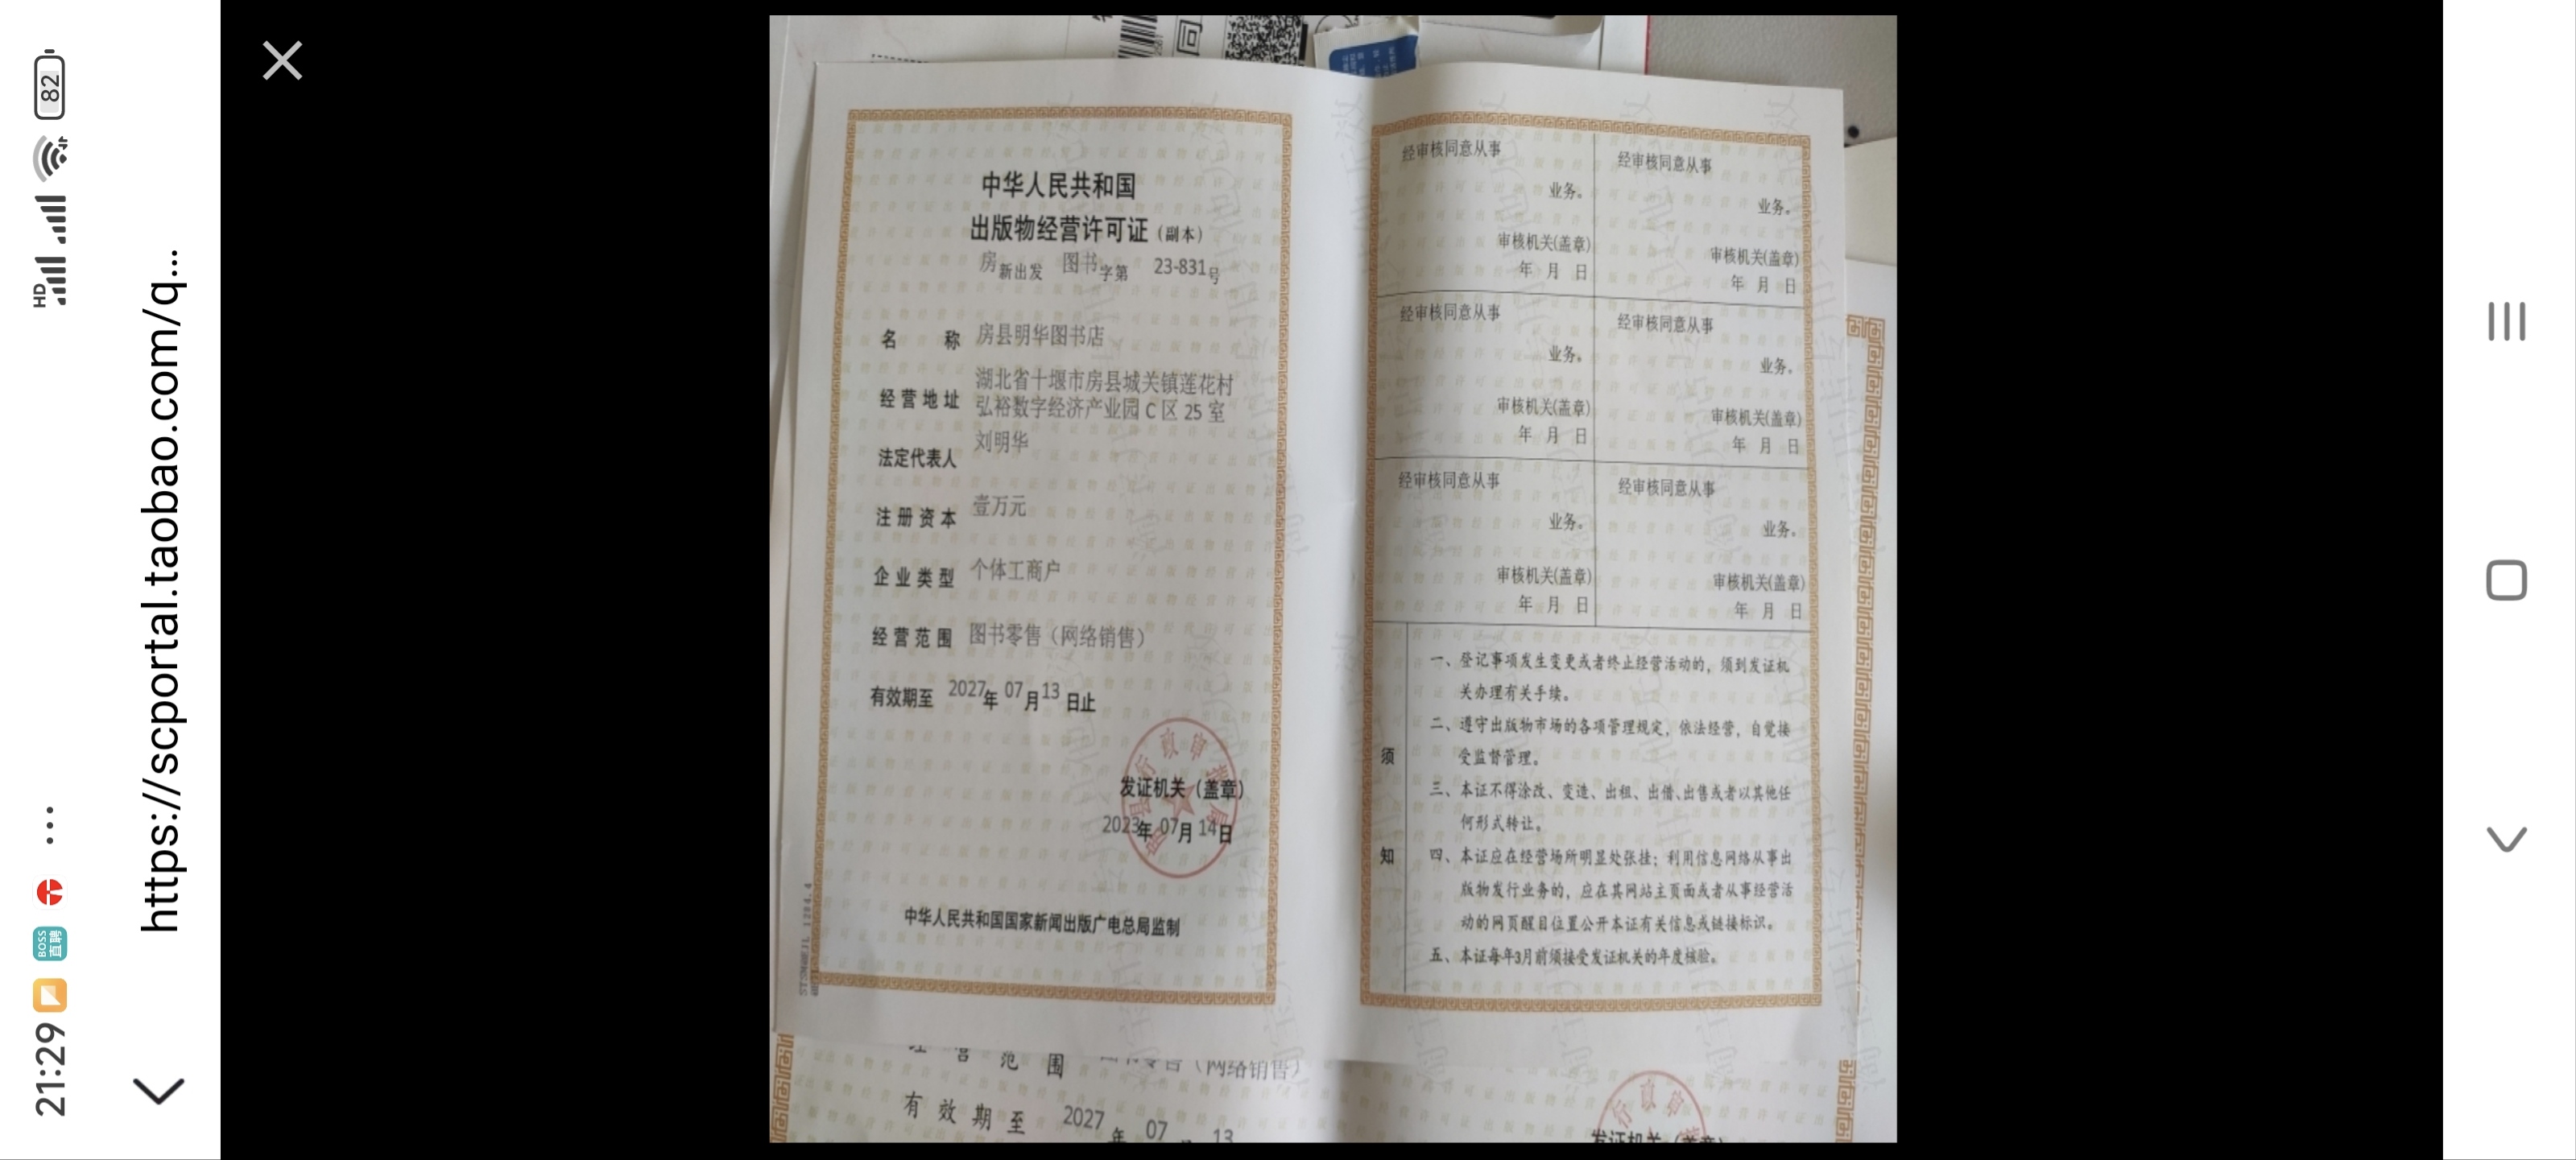 21:29
BOSS
直聘
HD
82
https://scportal.taobao.com/q...
中华人民共和国
出版物经营许可证（副本）
房新出发 图书字第 23-831号
名 称 房县明华图书店
经营地址 湖北省十堰市房县城关镇莲花村
弘裕数字经济产业园 C 区 25 室
法定代表人 刘明华
注册资本 壹万元
企业类型 个体工商户
经营范围 图书零售（网络销售）
有效期至 2027年 07月13日止
发证机关（盖章）
2023年 07月 14日
中华人民共和国国家新闻出版广电总局监制
经审核同意从事
业务。
审核机关(盖章)
年 月 日
经审核同意从事
业务。
审核机关(盖章)
年 月 日
经审核同意从事
业务。
审核机关(盖章)
年 月 日
经审核同意从事
业务。
审核机关(盖章)
年 月 日
经审核同意从事
业务。
审核机关(盖章)
年 月 日
经审核同意从事
业务。
审核机关(盖章)
年 月 日
须知
一、登记事项发生变更或者终止经营活动的，须到发证机
关办理有关手续。
二、遵守出版物市场的各项管理规定，依法经营，自觉接
受监督管理。
三、本证不得涂改、变造、出租、出借、出售或者以其他任
何形式转让。
四、本证应在经营场所明显处张挂；利用信息网络从事出
版物发行业务的，应在其网站主页面或者从事经营活
动的网页醒目位置公开本证有关信息或链接标识。
五、本证每年3月前须接受发证机关的年度核验。
经营范围 图书零售（网络销售）
有效期至 2027年 07 13
发证机关（盖章）